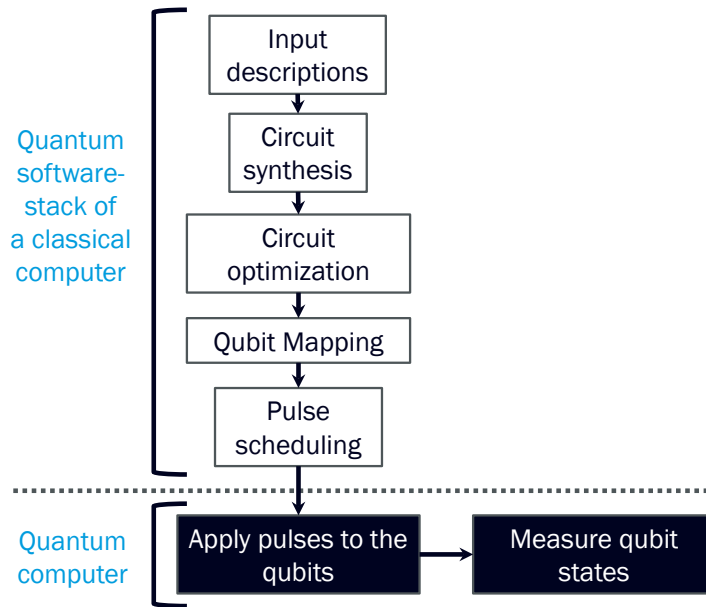 Input
descriptions
Circuit
synthesis
Quantum
software-
stack of
a classical
computer
Circuit
optimization
Qubit Mapping
Pulse
scheduling
Quantum
computer
Apply pulses to the
qubits
Measure qubit
states